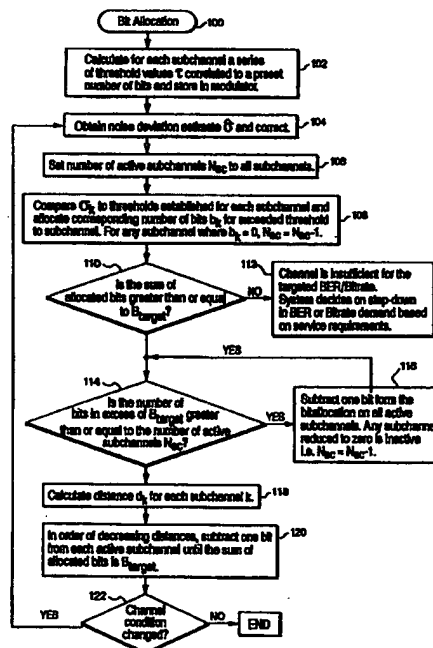 Bit Allocation
100
Calculate for each subchannel a series
of threshold values τ correlated to a preset
number of bits and store in modulator.
102
Obtain noise deviation estimate σ̂ and correct.
104
Set number of active subchannels N_SC to all subchannels.
106
Compare σ_k to thresholds established for each subchannel and
allocate corresponding number of bits b_k for exceeded threshold
to subchannel. For any subchannel where b_k = 0, N_SC = N_SC-1.
108
110
Is the sum of
allocated bits greater than or equal
to B_target?
NO
112
Channel is insufficient for the
targeted BER/Bitrate.
System decides on step-down
in BER or Bitrate demand based
on service requirements.
YES
114
Is the number of
bits in excess of B_target greater
than or equal to the number of active
subchannels N_SC?
YES
116
Subtract one bit form the
bitallocation on all active
subchannels. Any subchannel
reduced to zero is inactive
i.e. N_SC = N_SC-1.
Calculate distance d_k for each subchannel k.
118
In order of decreasing distances, subtract one bit
from each active subchannel until the sum of
allocated bits is B_target.
120
122
Channel
condition
changed?
YES
NO
END